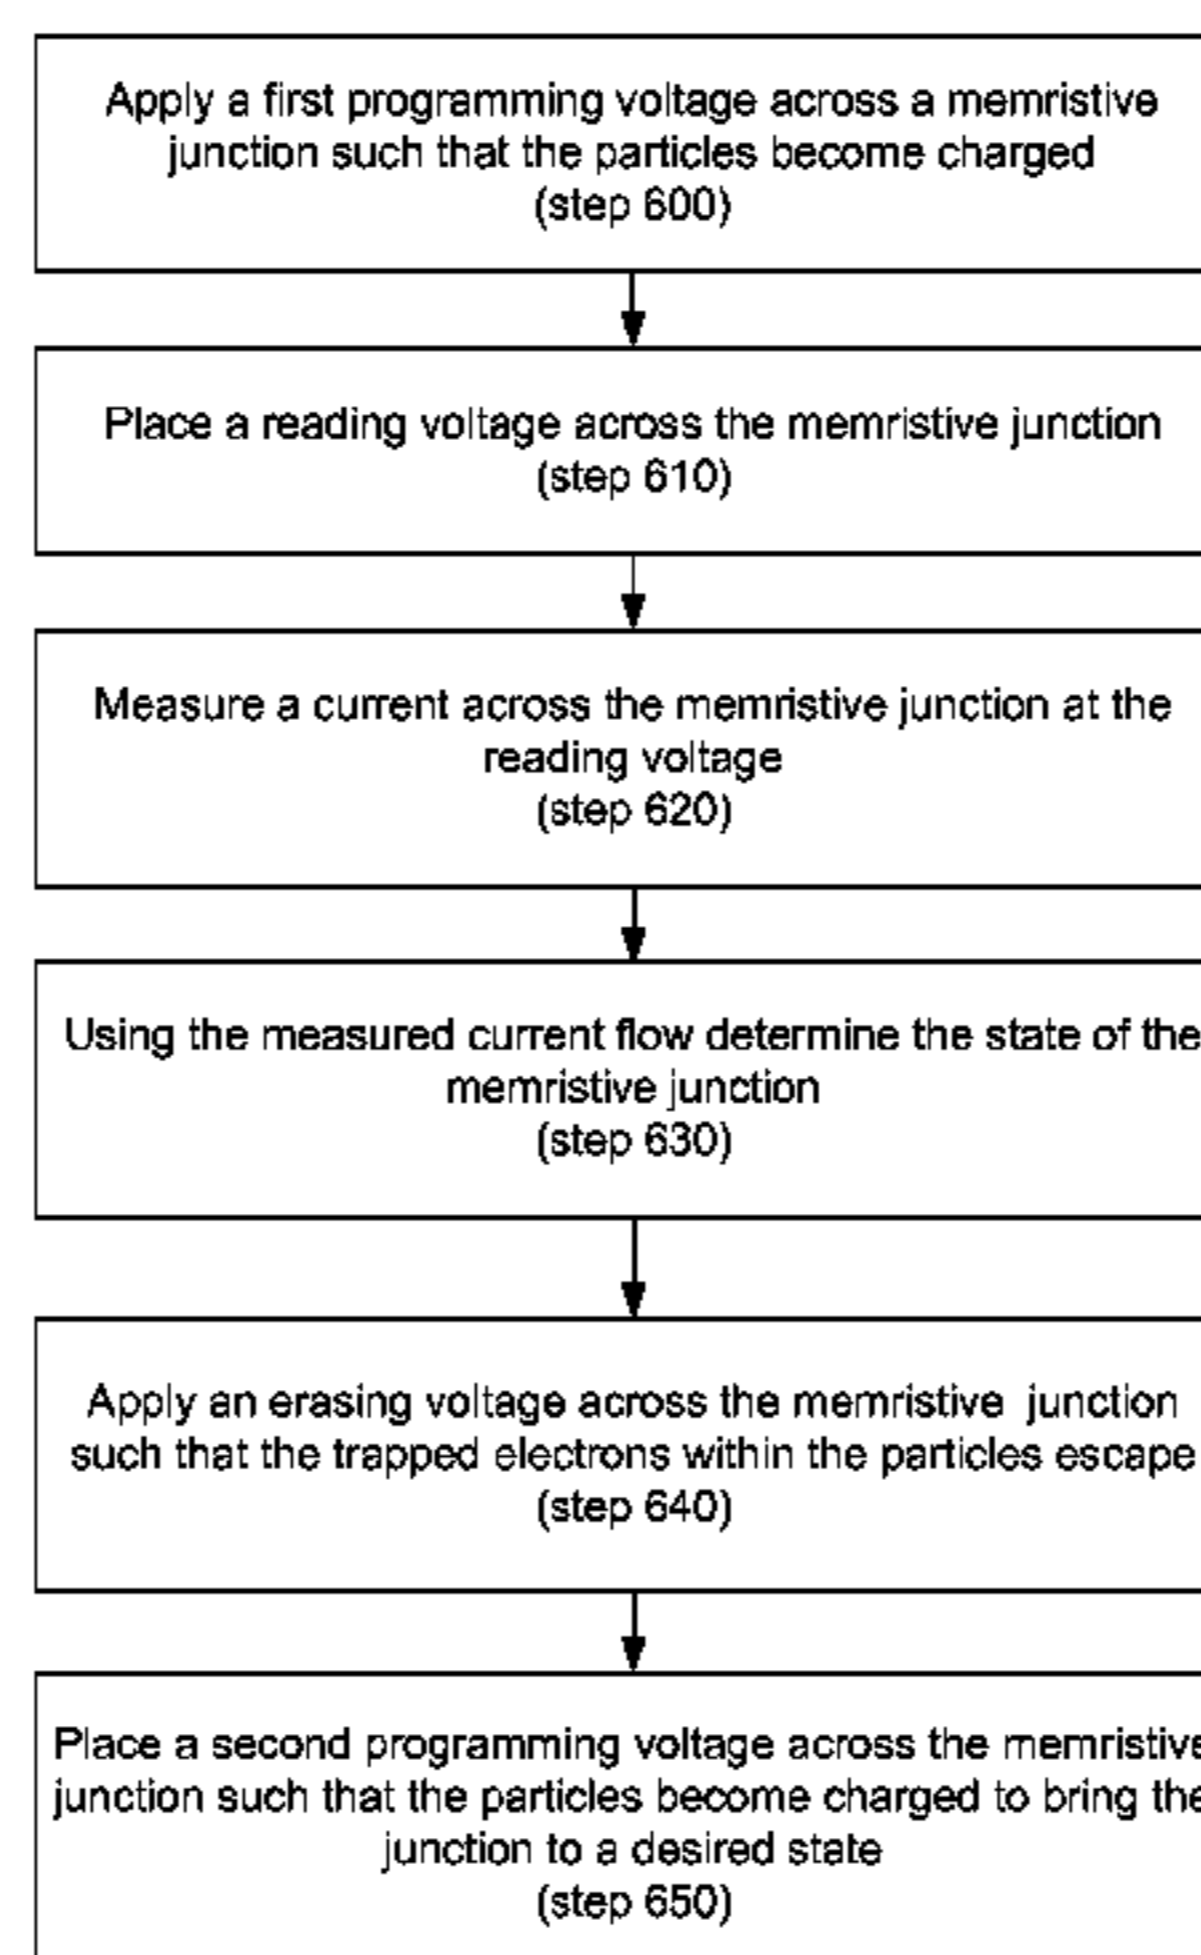 Apply a first programming voltage across a memristive
junction such that the particles become charged
(step 600)
Place a reading voltage across the memristive junction
(step 610)
Measure a current across the memristive junction at the
reading voltage
(step 620)
Using the measured current flow determine the state of the
memristive junction
(step 630)
Apply an erasing voltage across the memristive junction
such that the trapped electrons within the particles escape
(step 640)
Place a second programming voltage across the memristive
junction such that the particles become charged to bring the
junction to a desired state
(step 650)